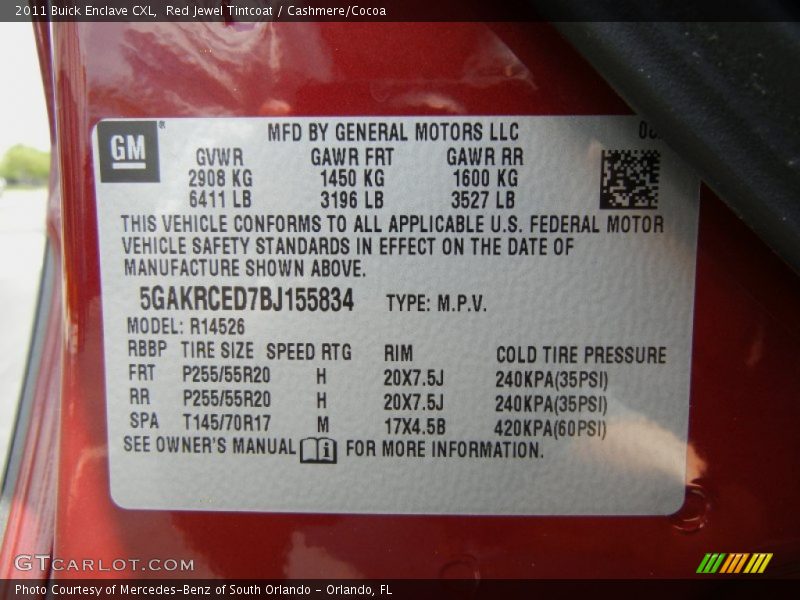 2011 Buick Enclave CXL, Red Jewel Tintcoat / Cashmere/Cocoa
GM ®
MFD BY GENERAL MOTORS LLC
GVWR GAWR FRT GAWR RR
2908 KG 1450 KG 1600 KG
6411 LB 3196 LB 3527 LB
THIS VEHICLE CONFORMS TO ALL APPLICABLE U.S. FEDERAL MOTOR
VEHICLE SAFETY STANDARDS IN EFFECT ON THE DATE OF
MANUFACTURE SHOWN ABOVE.
5GAKRCED7BJ155834 TYPE: M.P.V.
MODEL: R14526
RBBP TIRE SIZE SPEED RTG RIM COLD TIRE PRESSURE
FRT P255/55R20 H 20X7.5J 240KPA(35PSI)
RR P255/55R20 H 20X7.5J 240KPA(35PSI)
SPA T145/70R17 M 17X4.5B 420KPA(60PSI)
SEE OWNER'S MANUAL i FOR MORE INFORMATION.
GTCARLOT.COM
Photo Courtesy of Mercedes-Benz of South Orlando - Orlando, FL